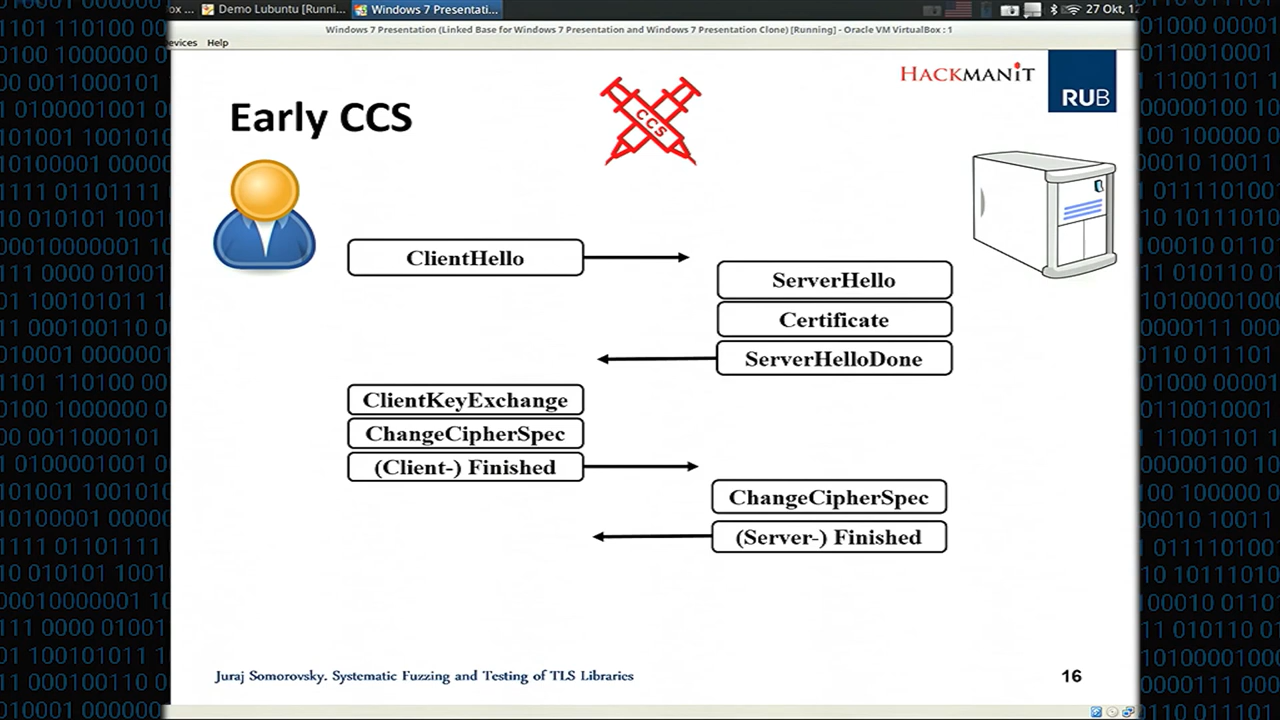 ox ...
Demo Lubuntu [Runni...
Windows 7 Presentati...
27 Okt, 1
Windows 7 Presentation (Linked Base for Windows 7 Presentation and Windows 7 Presentation Clone) [Running] - Oracle VM VirtualBox : 1
evices Help
HACKMANIT
RUB
Early CCS
CCS
ClientHello
ServerHello
Certificate
ServerHelloDone
ClientKeyExchange
ChangeCipherSpec
(Client-) Finished
ChangeCipherSpec
(Server-) Finished
Juraj Somorovsky. Systematic Fuzzing and Testing of TLS Libraries
16